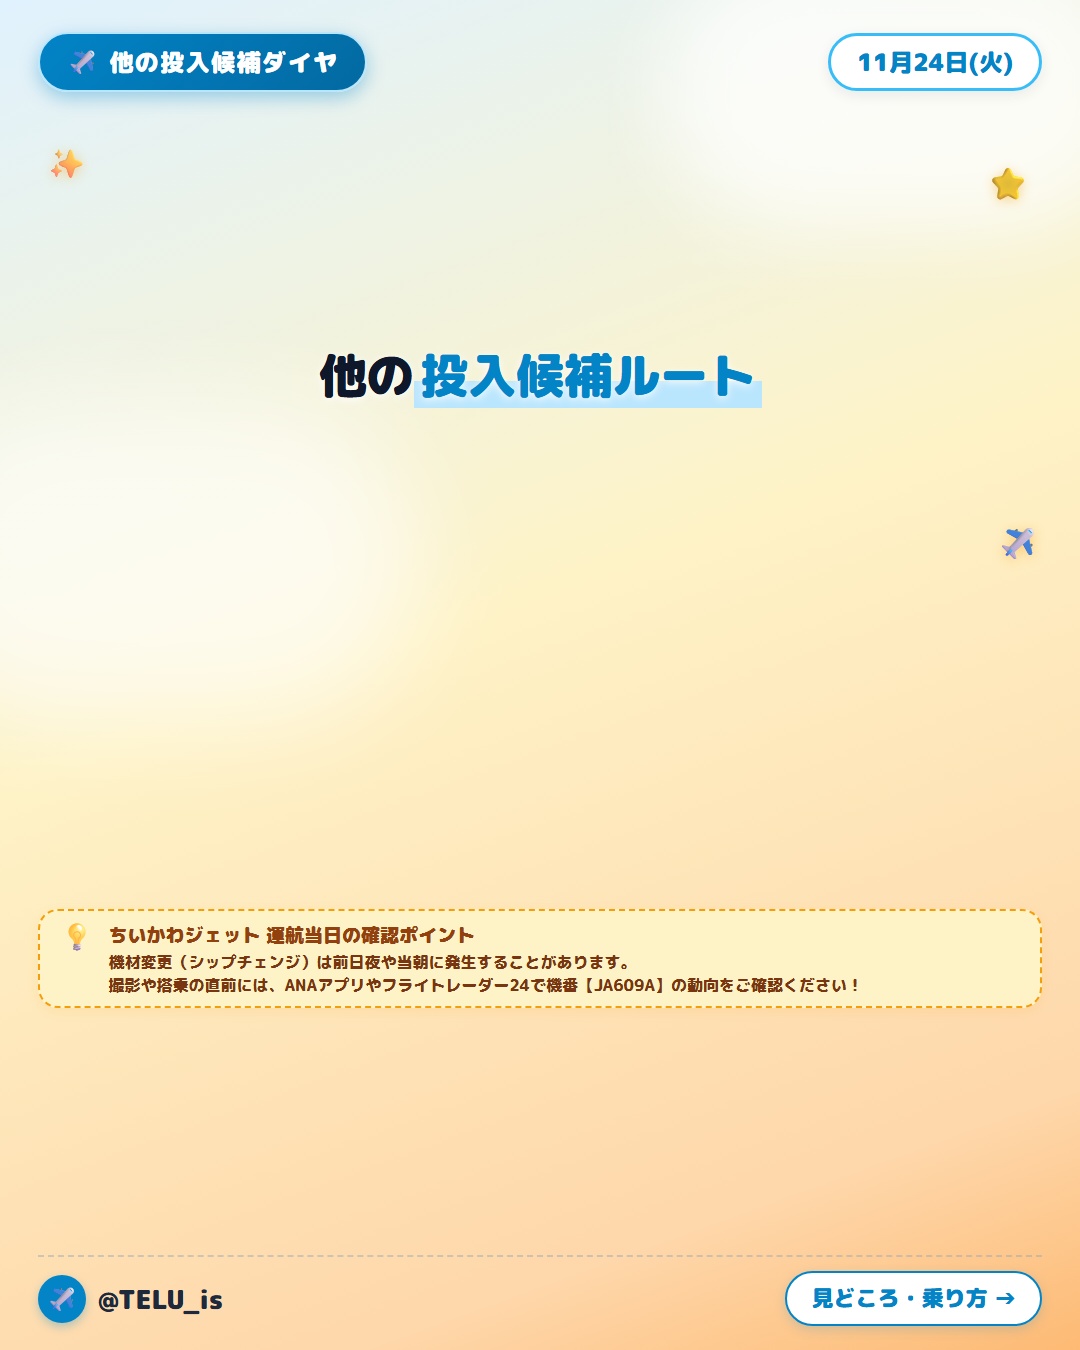 他の投入候補ダイヤ
11月24日(火)
他の投入候補ルート
ちいかわジェット 運航当日の確認ポイント
機材変更（シップチェンジ）は前日夜や当朝に発生することがあります。
撮影や搭乗の直前には、ANAアプリやフライトレーダー24で機番【JA609A】の動向をご確認ください！
@TELU_is
見どころ・乗り方 →